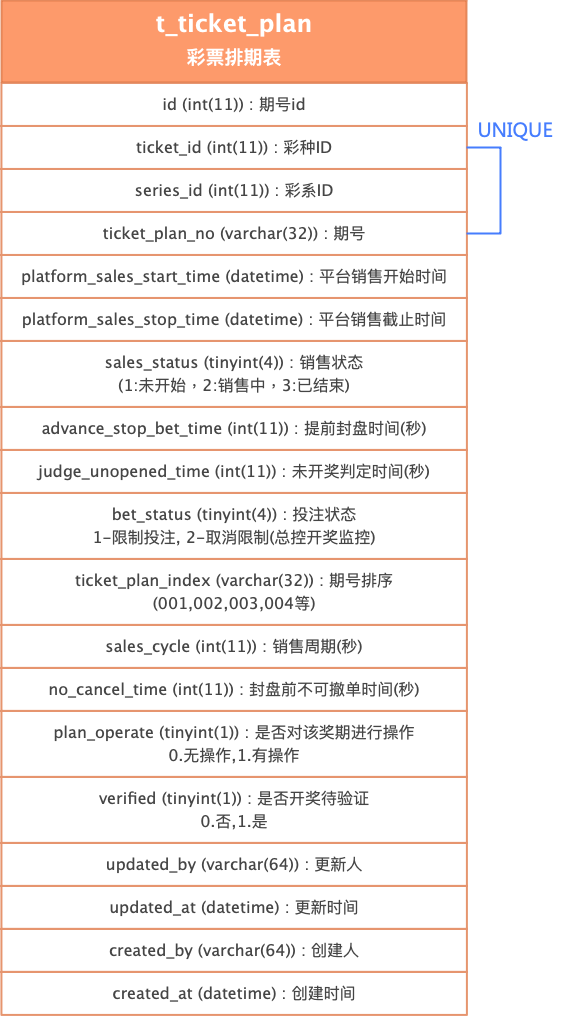 t_ticket_plan
彩票排期表
id (int(11)) : 期号id
UNIQUE
ticket_id (int(11)) : 彩种ID
series_id (int(11)) : 彩系ID
ticket_plan_no (varchar(32)) : 期号
platform_sales_start_time (datetime) : 平台销售开始时间
platform_sales_stop_time (datetime) : 平台销售截止时间
sales_status (tinyint(4)) : 销售状态
(1:未开始，2:销售中，3:已结束)
advance_stop_bet_time (int(11)) : 提前封盘时间(秒)
judge_unopened_time (int(11)) : 未开奖判定时间(秒)
bet_status (tinyint(4)) : 投注状态
1-限制投注, 2-取消限制(总控开奖监控)
ticket_plan_index (varchar(32)) : 期号排序
(001,002,003,004等)
sales_cycle (int(11)) : 销售周期(秒)
no_cancel_time (int(11)) : 封盘前不可撤单时间(秒)
plan_operate (tinyint(1)) : 是否对该奖期进行操作
0.无操作,1.有操作
verified (tinyint(1)) : 是否开奖待验证
0.否,1.是
updated_by (varchar(64)) : 更新人
updated_at (datetime) : 更新时间
created_by (varchar(64)) : 创建人
created_at (datetime) : 创建时间